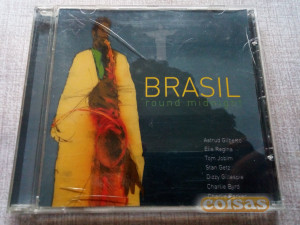 BRASIL
round midnight
Astrud Gilberto
Elis Regina
Tom Jobim
Stan Getz
Dizzy Gillespie
Charlie Byrd
coisas